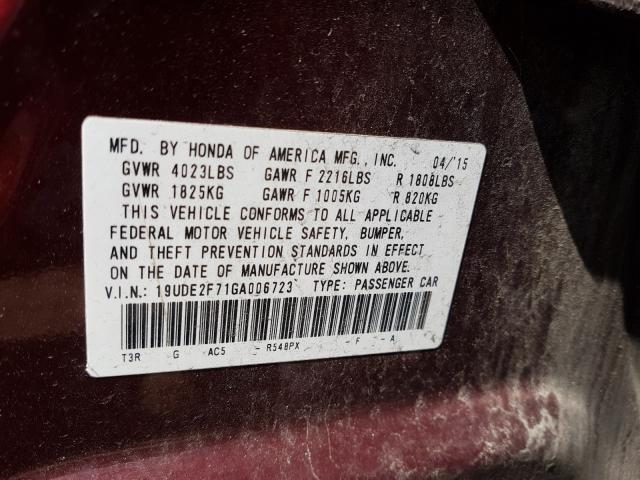 MFD. BY HONDA OF AMERICA MFG., INC. 04/'15
GVWR 4023LBS GAWR F 2216LBS R 1808LBS
GVWR 1825KG GAWR F 1005KG R 820KG
THIS VEHICLE CONFORMS TO ALL APPLICABLE
FEDERAL MOTOR VEHICLE SAFETY, BUMPER,
AND THEFT PREVENTION STANDARDS IN EFFECT
ON THE DATE OF MANUFACTURE SHOWN ABOVE.
V.I.N.: 19UDE2F71GA006723 TYPE: PASSENGER CAR
T3R G AC5 - R548PX - F - A